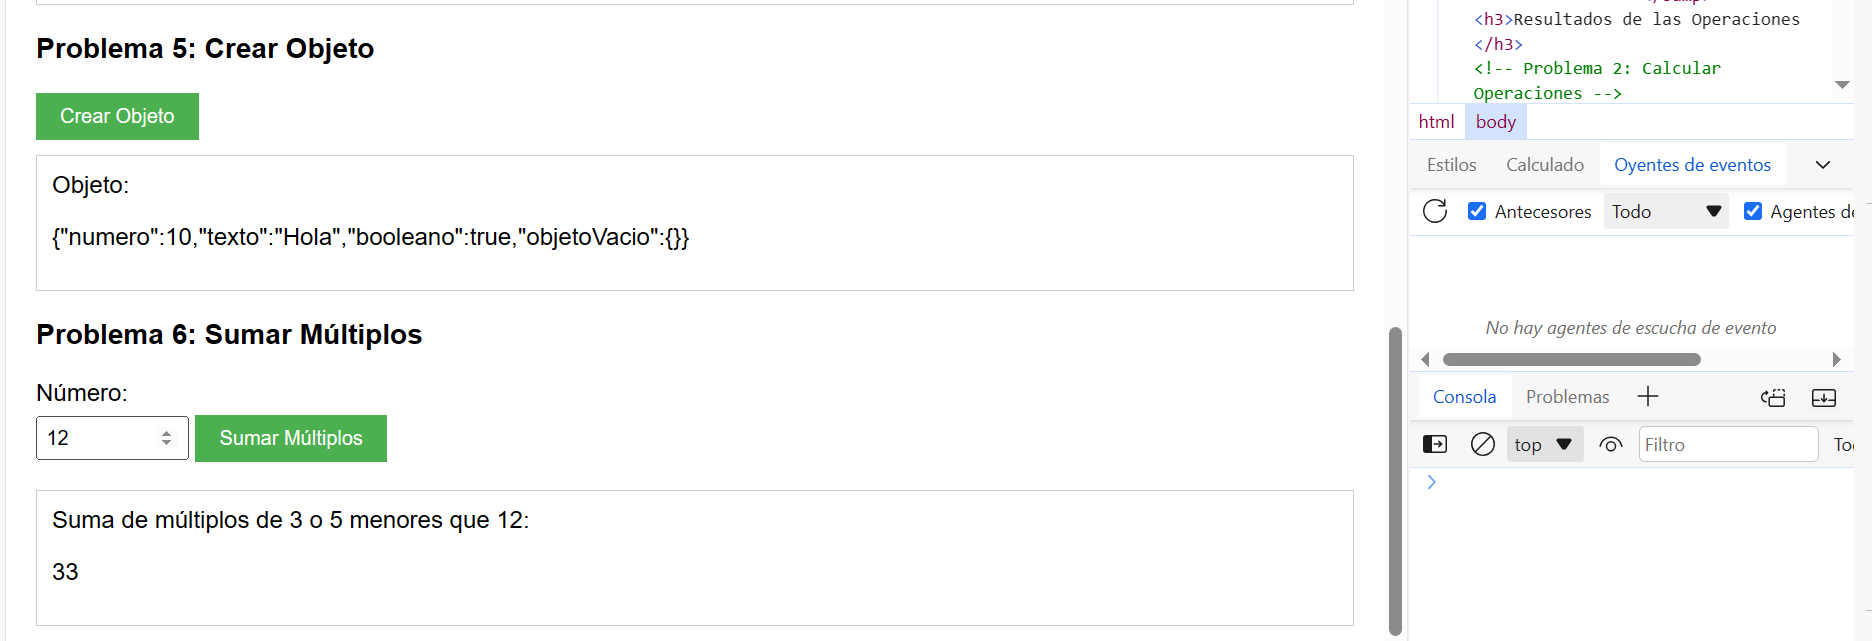 Problema 5: Crear Objeto
Crear Objeto
Objeto:
{"numero":10,"texto":"Hola","booleano":true,"objetoVacio":{}}
Problema 6: Sumar Múltiplos
Número:
12
Sumar Múltiplos
Suma de múltiplos de 3 o 5 menores que 12:
33
<h3>Resultados de las Operaciones
</h3>
<!-- Problema 2: Calcular
Operaciones -->
html body
Estilos Calculado Oyentes de eventos
Antecesores Todo Agentes de
No hay agentes de escucha de evento
Consola Problemas
top Filtro